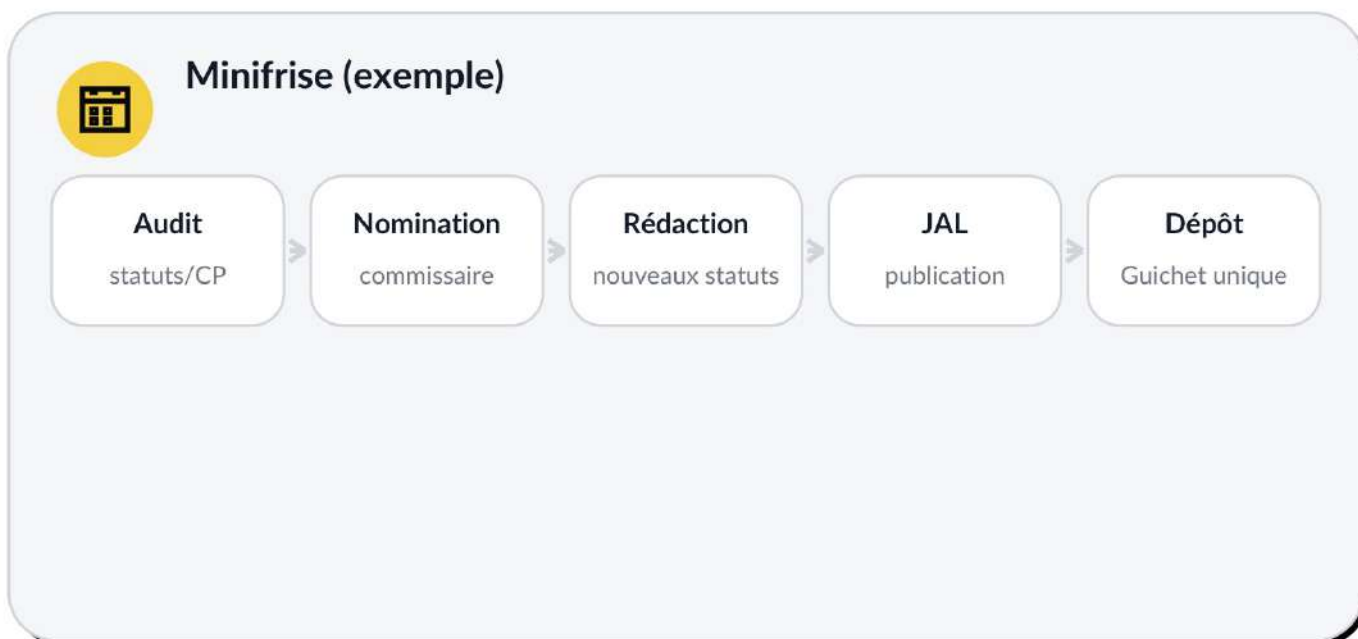 Minifrise (exemple)
Audit
statuts/CP
Nomination
commissaire
Rédaction
nouveaux statuts
JAL
publication
Dépôt
Guichet unique